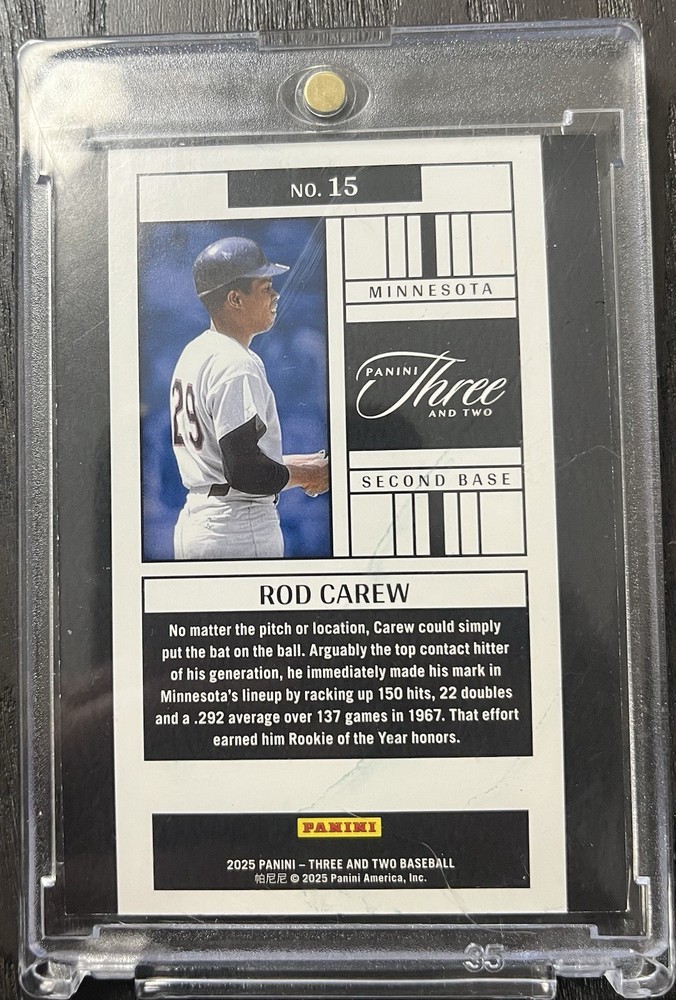 NO. 15
29
MINNESOTA
PANINI
Three
AND TWO
SECOND BASE
ROD CAREW
No matter the pitch or location, Carew could simply
put the bat on the ball. Arguably the top contact hitter
of his generation, he immediately made his mark in
Minnesota's lineup by racking up 150 hits, 22 doubles
and a .292 average over 137 games in 1967. That effort
earned him Rookie of the Year honors.
PANINI
2025 PANINI – THREE AND TWO BASEBALL
帕尼尼 © 2025 Panini America, Inc.
35